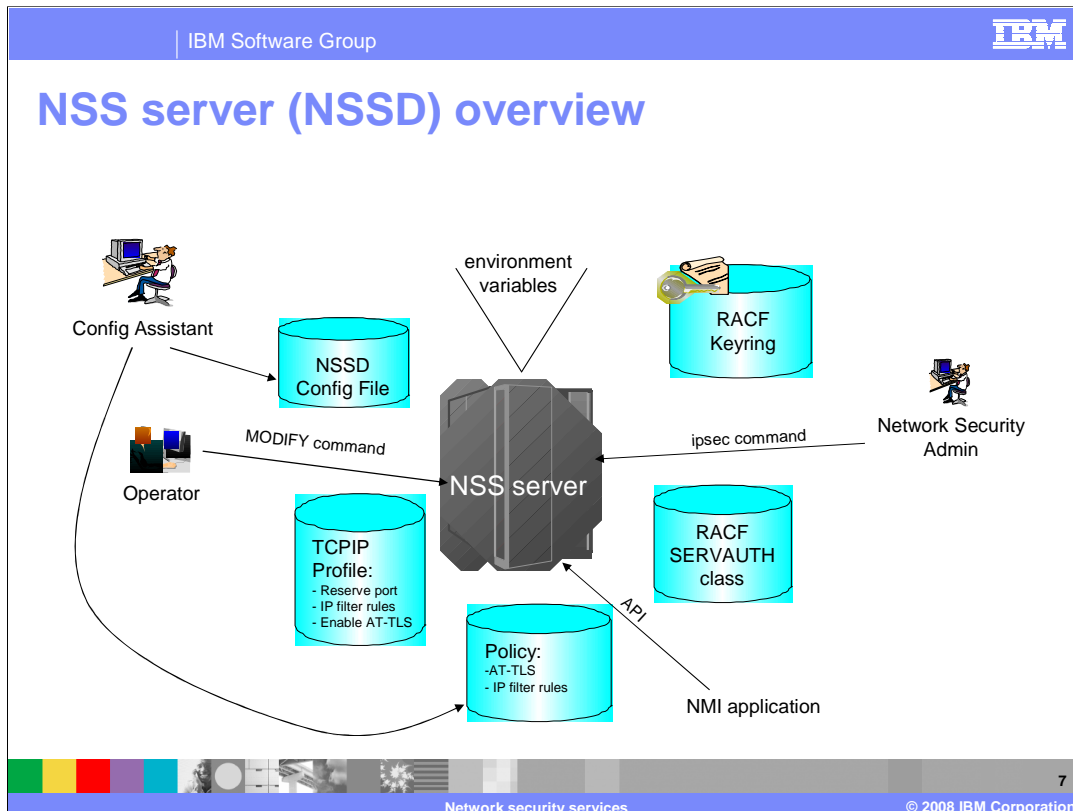 IBM Software Group
IBM
NSS server (NSSD) overview
Config Assistant
NSSD
Config File
environment
variables
RACF
Keyring
Operator
MODIFY command
NSS server
ipsec command
Network Security
Admin
TCPIP
Profile:
- Reserve port
- IP filter rules
- Enable AT-TLS
RACF
SERVAUTH
class
Policy:
-AT-TLS
- IP filter rules
API
NMI application
7
Network security services
© 2008 IBM Corporation